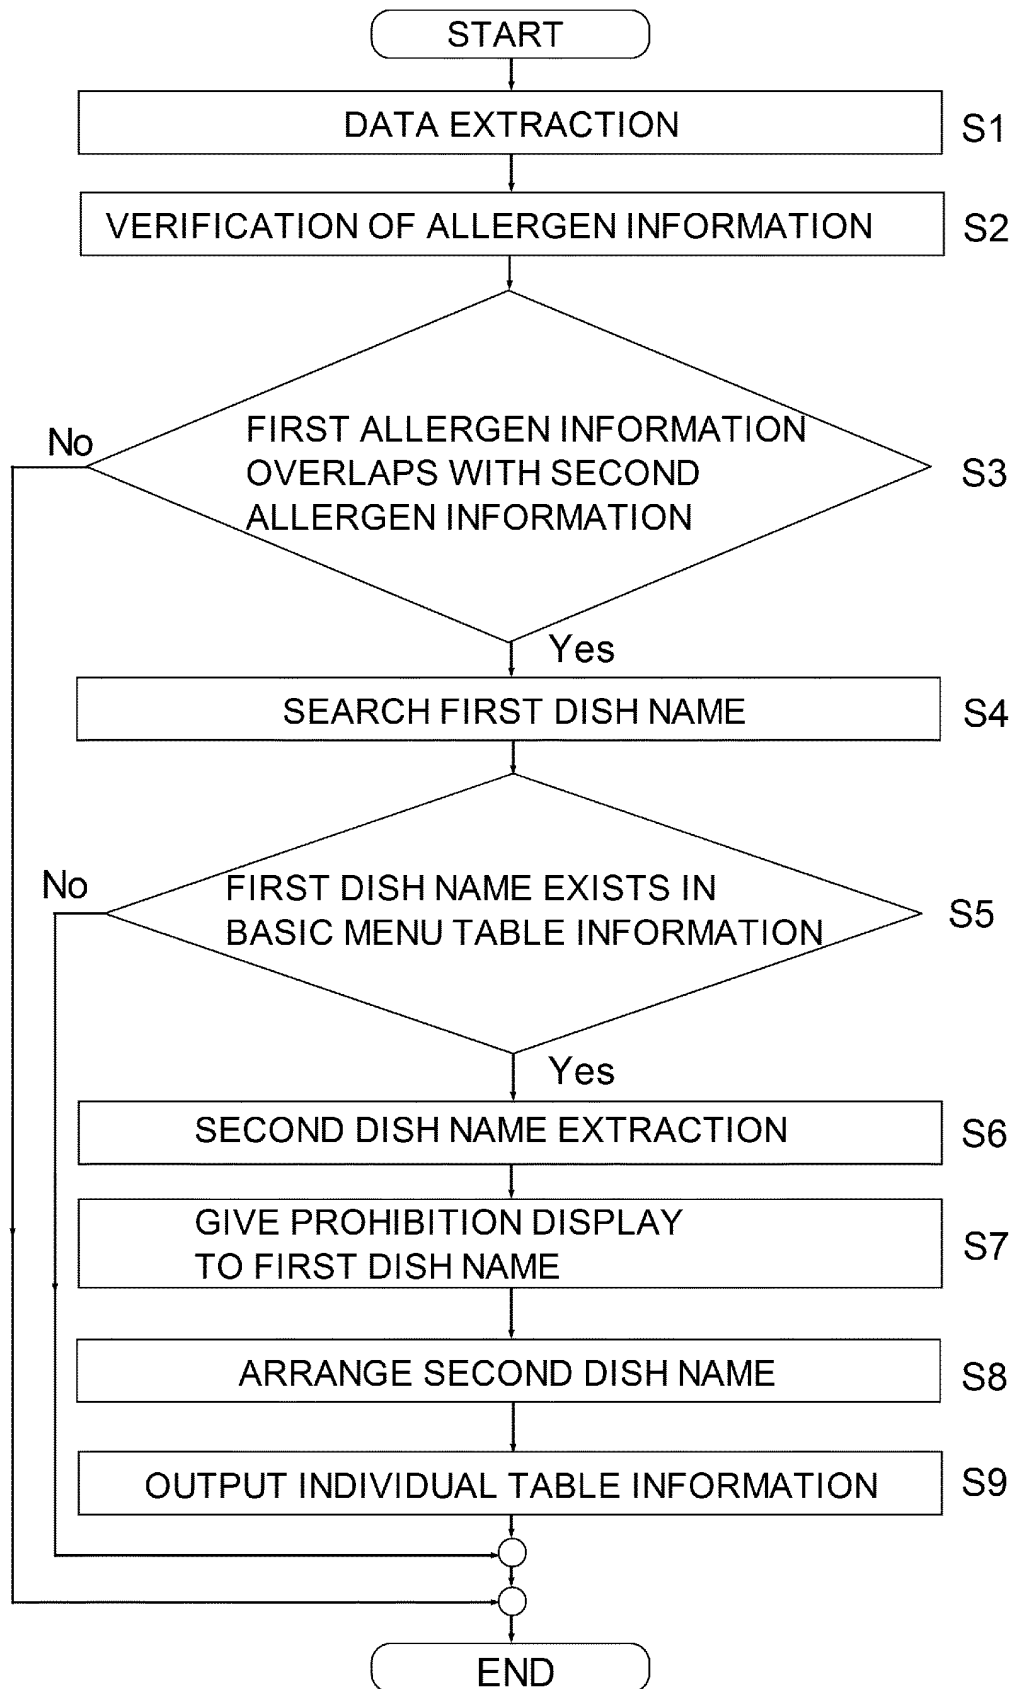 START
DATA EXTRACTION
S1
VERIFICATION OF ALLERGEN INFORMATION
S2
No
FIRST ALLERGEN INFORMATION
OVERLAPS WITH SECOND
ALLERGEN INFORMATION
S3
Yes
SEARCH FIRST DISH NAME
S4
No
FIRST DISH NAME EXISTS IN
BASIC MENU TABLE INFORMATION
S5
Yes
SECOND DISH NAME EXTRACTION
S6
GIVE PROHIBITION DISPLAY
TO FIRST DISH NAME
S7
ARRANGE SECOND DISH NAME
S8
OUTPUT INDIVIDUAL TABLE INFORMATION
S9
END